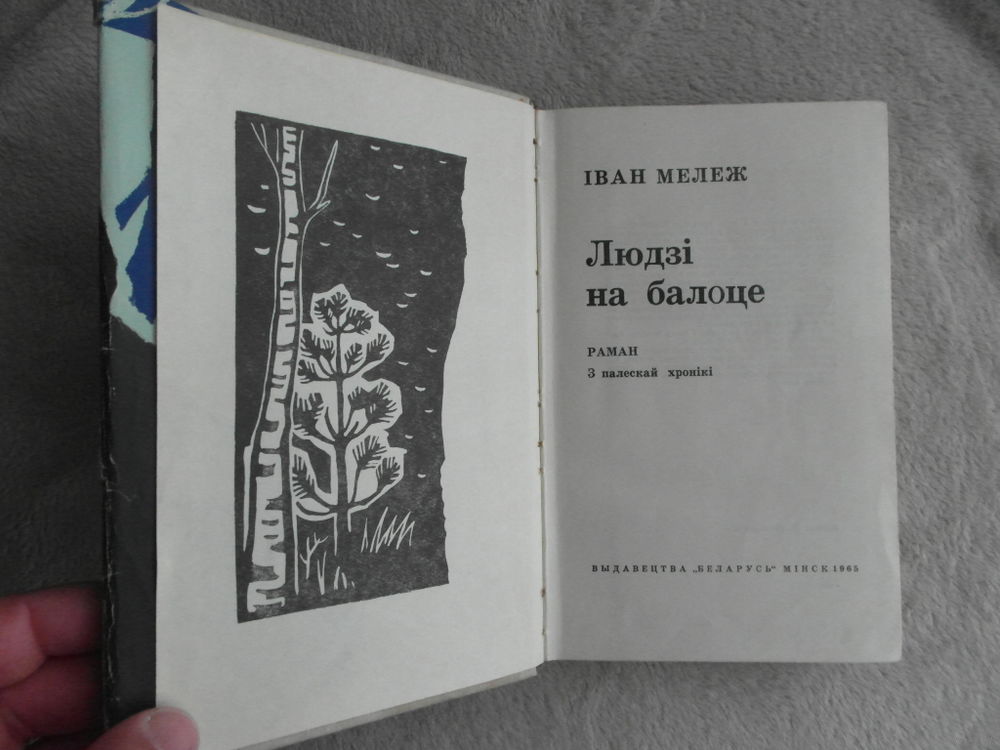 ІВАН МЕЛЕЖ
Людзі
на балоце
РАМАН
З палескай хронікі
ВЫДАВЕЦТВА „БЕЛАРУСЬ“ МІНСК 1965